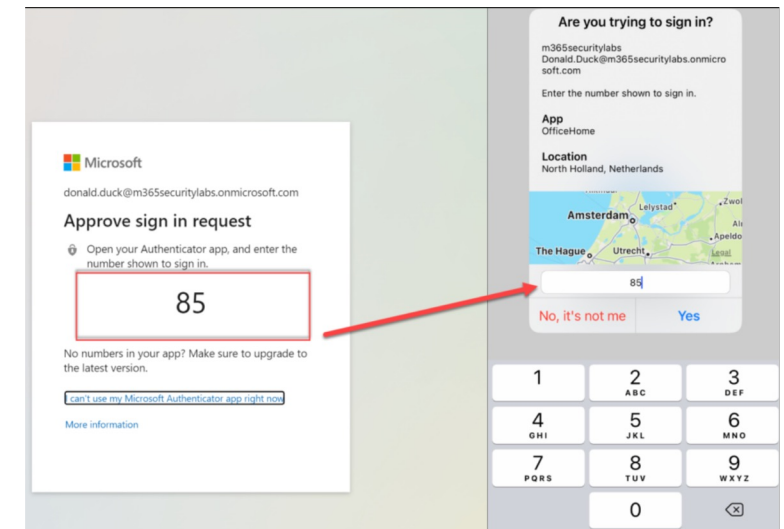 Microsoft
donald.duck@m365securitylabs.onmicrosoft.com
Approve sign in request
Open your Authenticator app, and enter the
number shown to sign in.
85
No numbers in your app? Make sure to upgrade to
the latest version.
I can't use my Microsoft Authenticator app right now
More information
Are you trying to sign in?
m365securitylabs
Donald.Duck@m365securitylabs.onmicro
soft.com
Enter the number shown to sign in.
App
OfficeHome
Location
North Holland, Netherlands
Lelystad
Zwol
Amsterdam
Al
Apeldo
The Hague
Utrecht
Legal
85
No, it's not me
Yes
1
2
ABC
3
DEF
4
GHI
5
JKL
6
MNO
7
PQRS
8
TUV
9
WXYZ
0